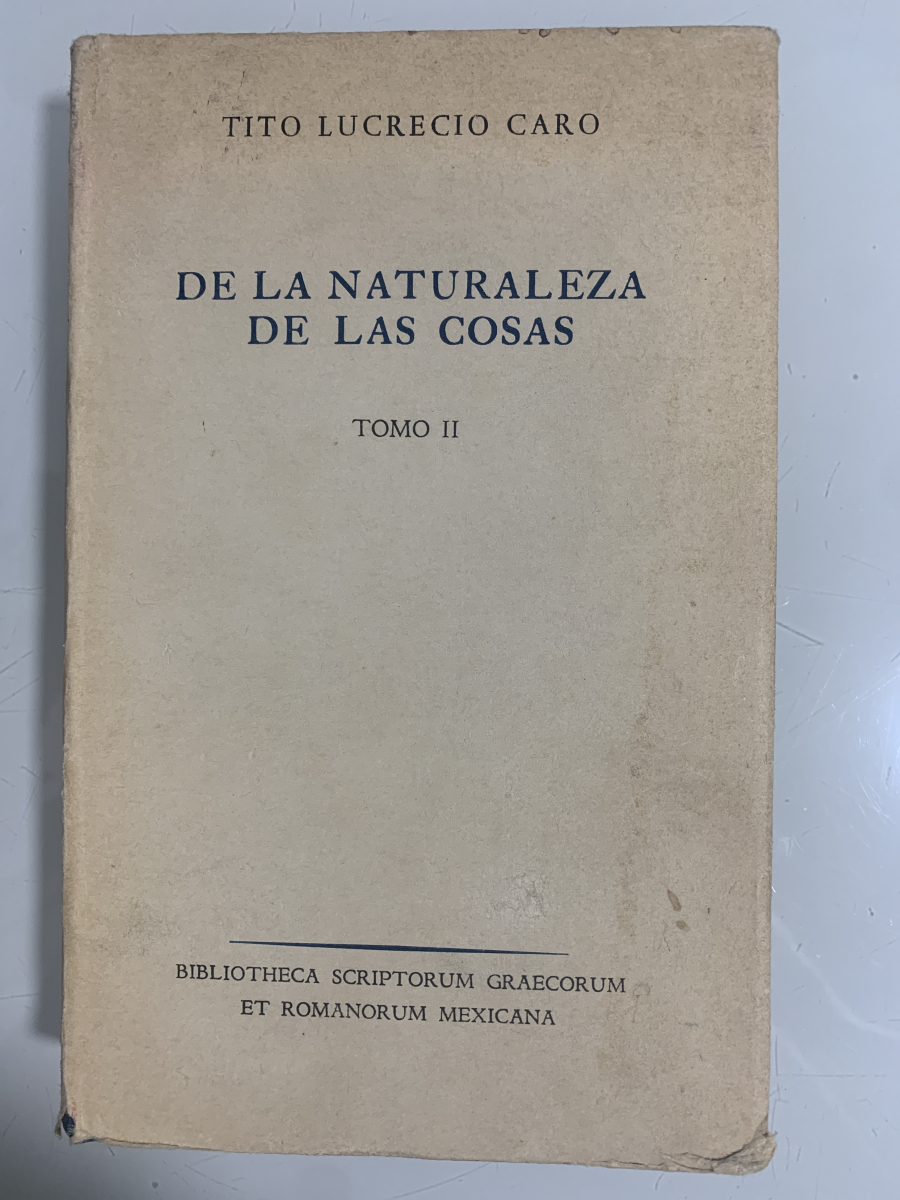 TITO LUCRECIO CARO
DE LA NATURALEZA
DE LAS COSAS
TOMO II
BIBLIOTHECA SCRIPTORUM GRAECORUM
ET ROMANORUM MEXICANA